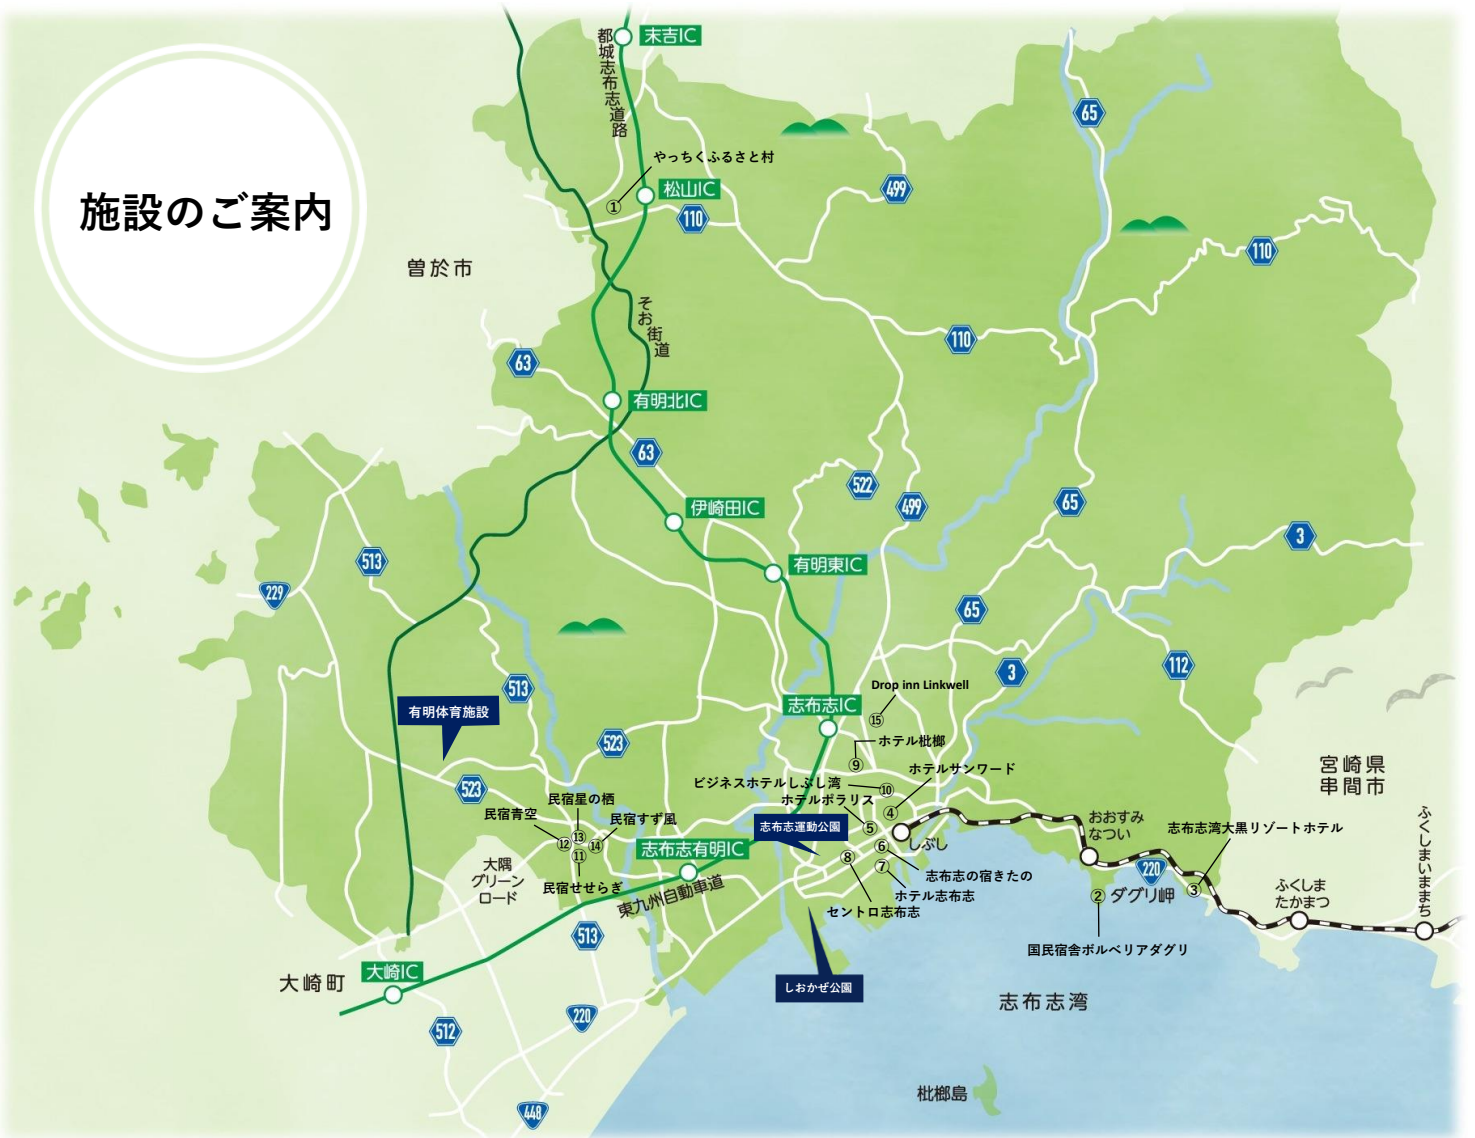 施設のご案内
末吉IC
都城志布志道路
65
やっちくふるさと村
①
松山IC
499
110
曽於市
110
そお街道
110
63
有明北IC
63
522
499
65
伊崎田IC
3
513
有明東IC
229
65
3
112
513
Drop inn Linkwell
⑮
志布志IC
有明体育施設
523
ホテル枇榔
⑨
ホテルサンワード
宮崎県
串間市
523
ビジネスホテルしぶし湾
⑩
民宿星の栖
ホテルポラリス
④
民宿青空
民宿すず風
志布志運動公園
⑤
おおすみ
なつい
志布志湾大黒リゾートホテル
ふくしまいままち
⑫
⑬
⑭
⑪
志布志有明IC
しぶし
⑥
⑧
⑦
大隅
グリーン
ロード
民宿せせらぎ
東九州自動車道
志布志の宿きたの
ホテル志布志
セントロ志布志
220
②
ダグリ岬
③
ふくしま
たかまつ
513
国民宿舎ボルベリアダグリ
大崎町
大崎IC
しおかぜ公園
志布志湾
220
512
448
枇榔島